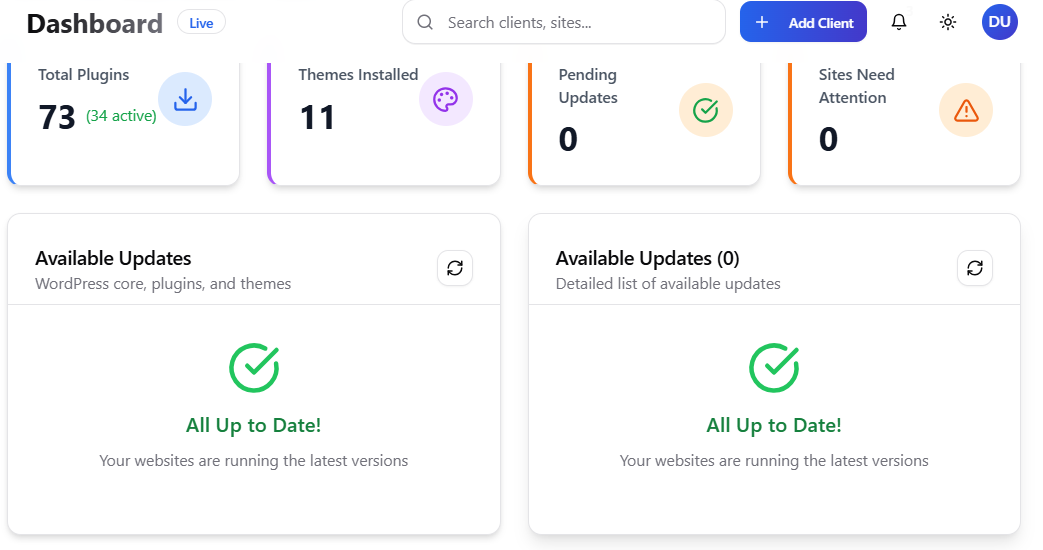 Dashboard
Live
Search clients, sites...
+ Add Client
DU
Total Plugins
73 (34 active)
Themes Installed
11
Pending
Updates
0
Sites Need
Attention
0
Available Updates
WordPress core, plugins, and themes
All Up to Date!
Your websites are running the latest versions
Available Updates (0)
Detailed list of available updates
All Up to Date!
Your websites are running the latest versions